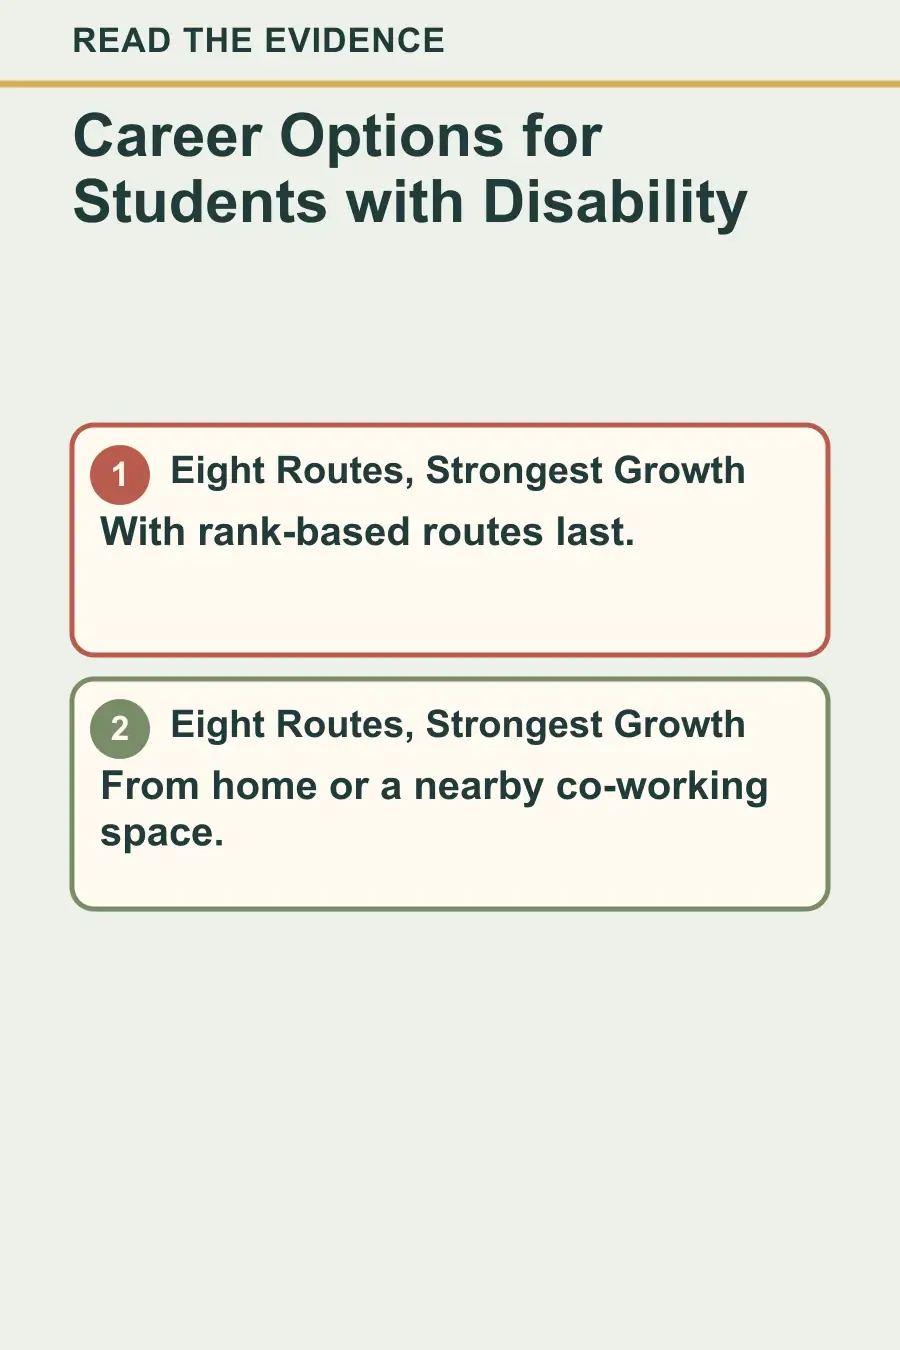 READ THE EVIDENCE
Career Options for
Students with Disability
1 Eight Routes, Strongest Growth
With rank-based routes last.
2 Eight Routes, Strongest Growth
From home or a nearby co-working
space.